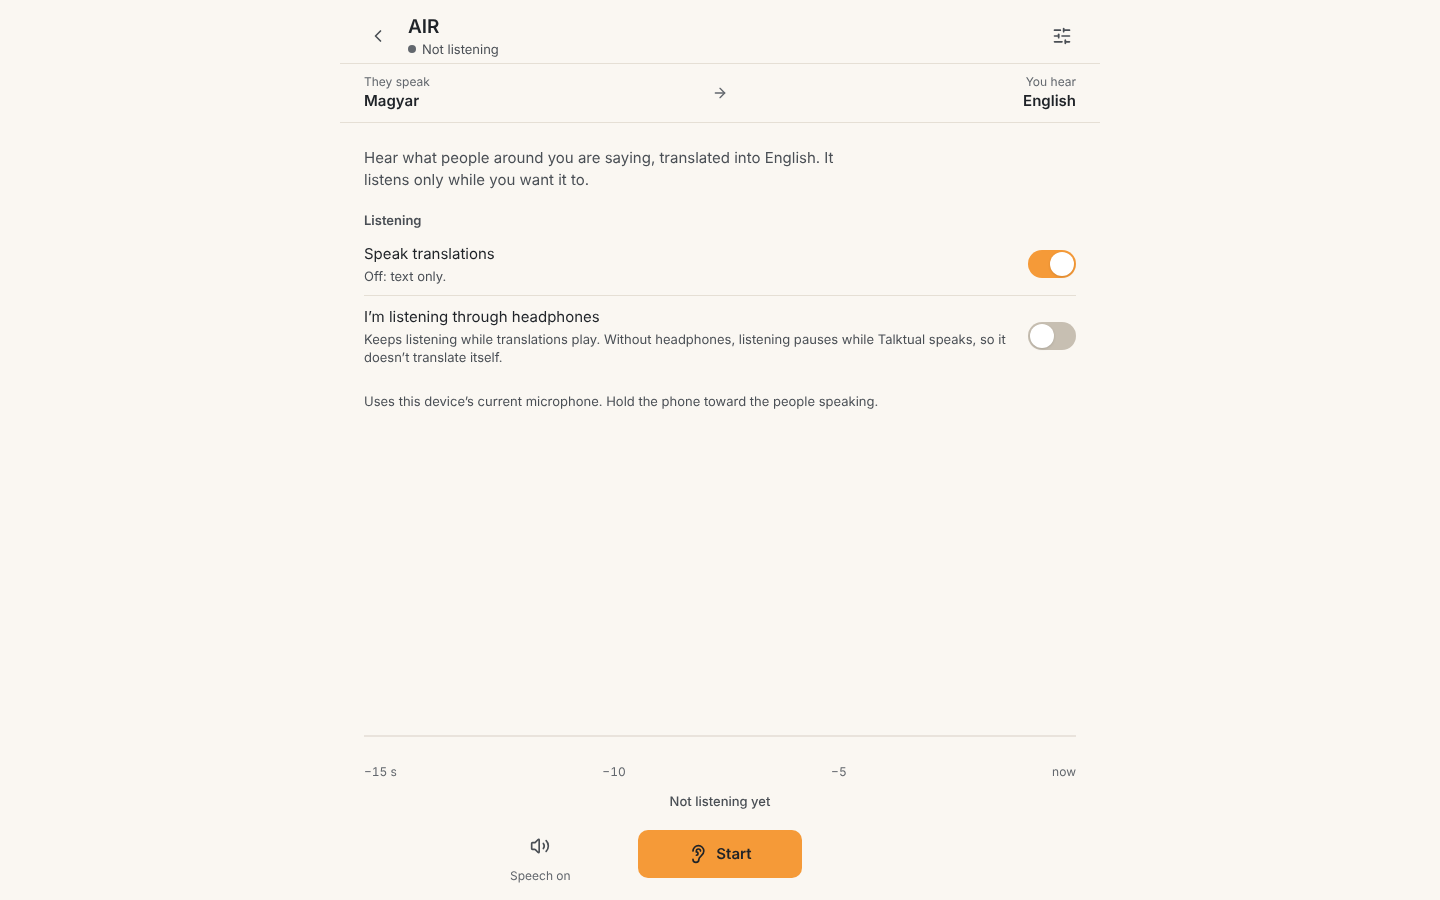 AIR
Not listening
They speak
Magyar
You hear
English
Hear what people around you are saying, translated into English. It
listens only while you want it to.
Listening
Speak translations
Off: text only.
I’m listening through headphones
Keeps listening while translations play. Without headphones, listening pauses while Talktual speaks, so it
doesn’t translate itself.
Uses this device’s current microphone. Hold the phone toward the people speaking.
−15 s
−10
−5
now
Not listening yet
Speech on
Start